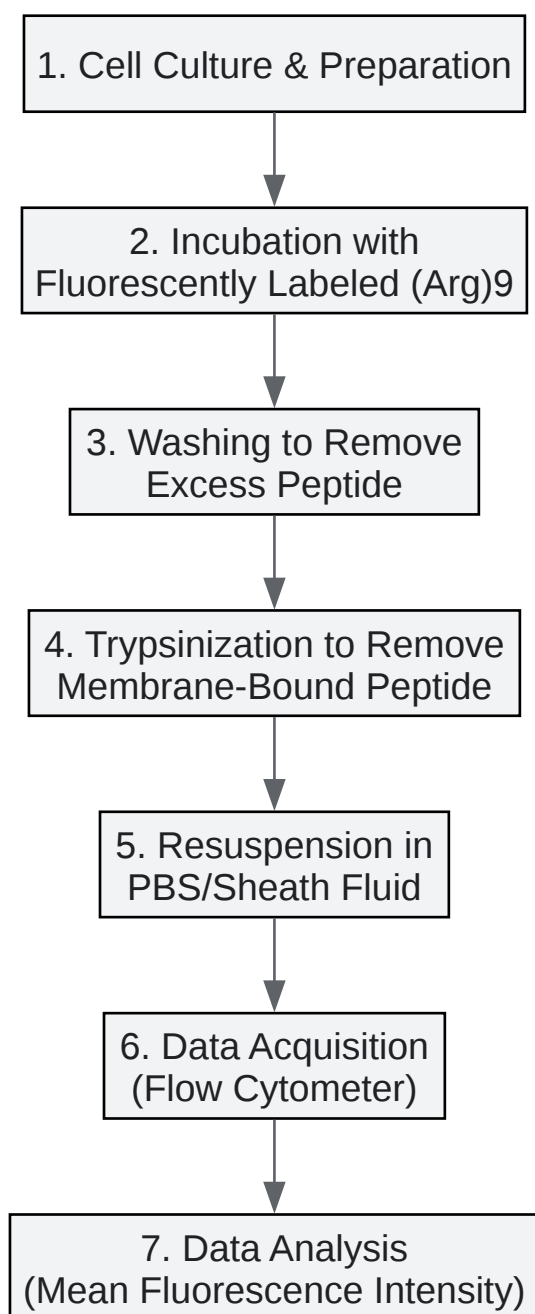 1. Cell Culture & Preparation
2. Incubation with
Fluorescently Labeled (Arg)9
3. Washing to Remove
Excess Peptide
4. Trypsinization to Remove
Membrane-Bound Peptide
5. Resuspension in
PBS/Sheath Fluid
6. Data Acquisition
(Flow Cytometer)
7. Data Analysis
(Mean Fluorescence Intensity)